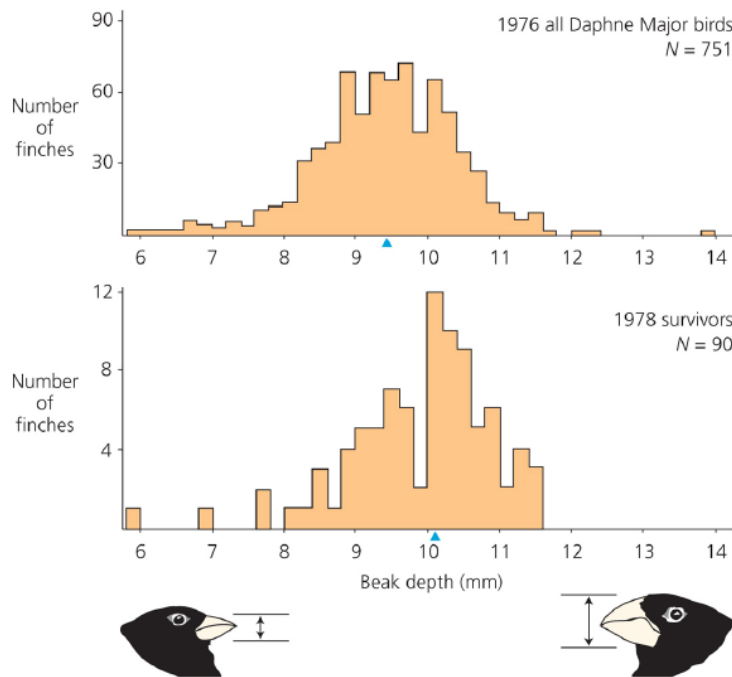 90
60
30
Number
of
finches
1976 all Daphne Major birds
N = 751
6 7 8 9 10 11 12 13 14
12
8
4
Number
of
finches
1978 survivors
N = 90
6 7 8 9 10 11 12 13 14
Beak depth (mm)